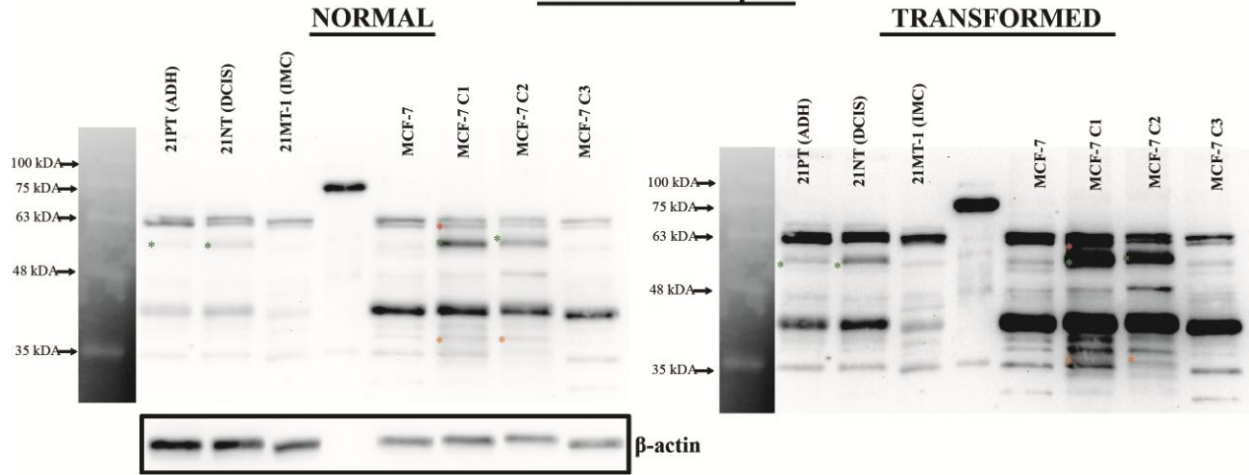 NORMAL
TRANSFORMED
21PT (ADH)
21NT (DCIS)
21MT-1 (IMC)
MCF-7
MCF-7 C1
MCF-7 C2
MCF-7 C3
100 kDA
75 kDA
63 kDA
48 kDA
35 kDA
β-actin
21PT (ADH)
21NT (DCIS)
21MT-1 (IMC)
MCF-7
MCF-7 C1
MCF-7 C2
MCF-7 C3
100 kDA
75 kDA
63 kDA
48 kDA
35 kDA